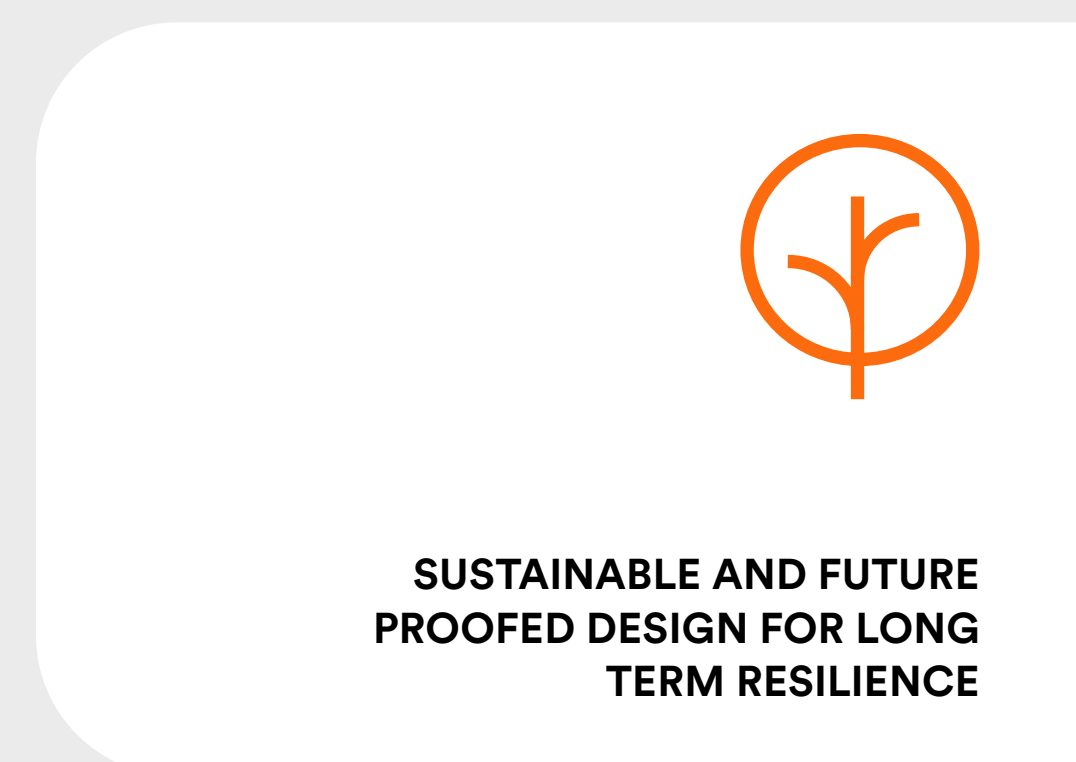 SUSTAINABLE AND FUTURE
PROOFED DESIGN FOR LONG
TERM RESILIENCE